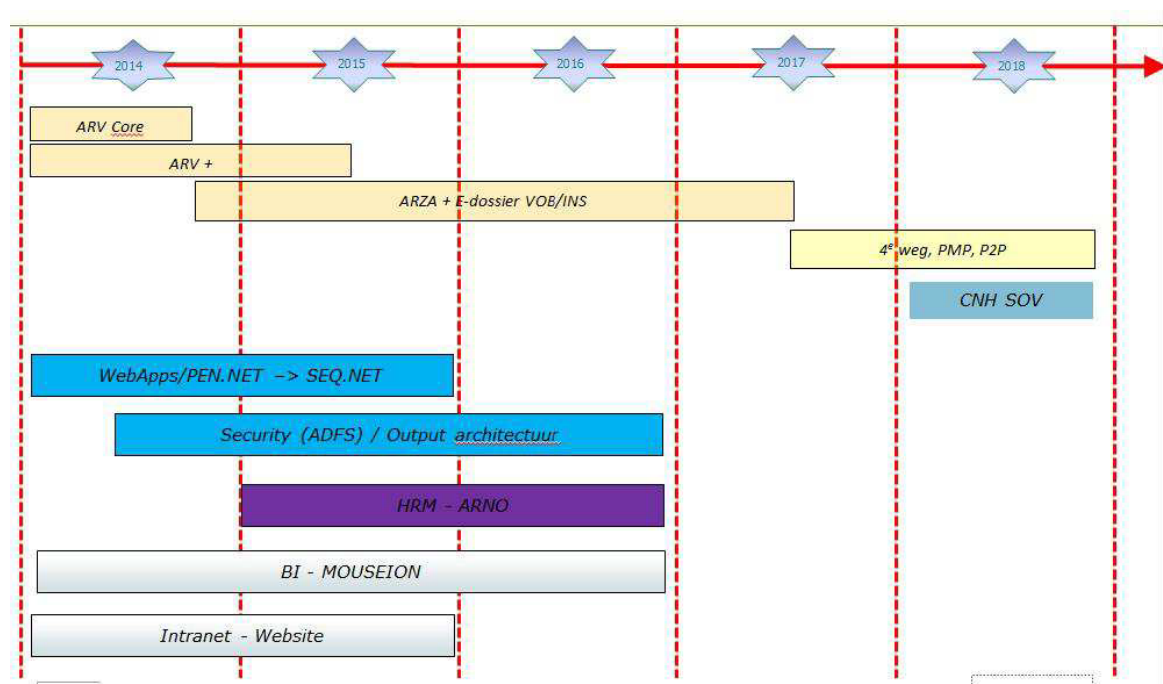 2014 2015 2016 2017 2018
ARV Core
ARV +
ARZA + E-dossier VOB/INS
4e weg, PMP, P2P
CNH SOV
WebApps/PEN.NET –> SEQ.NET
Security (ADFS) / Output architectuur
HRM - ARNO
BI - MOUSEION
Intranet - Website